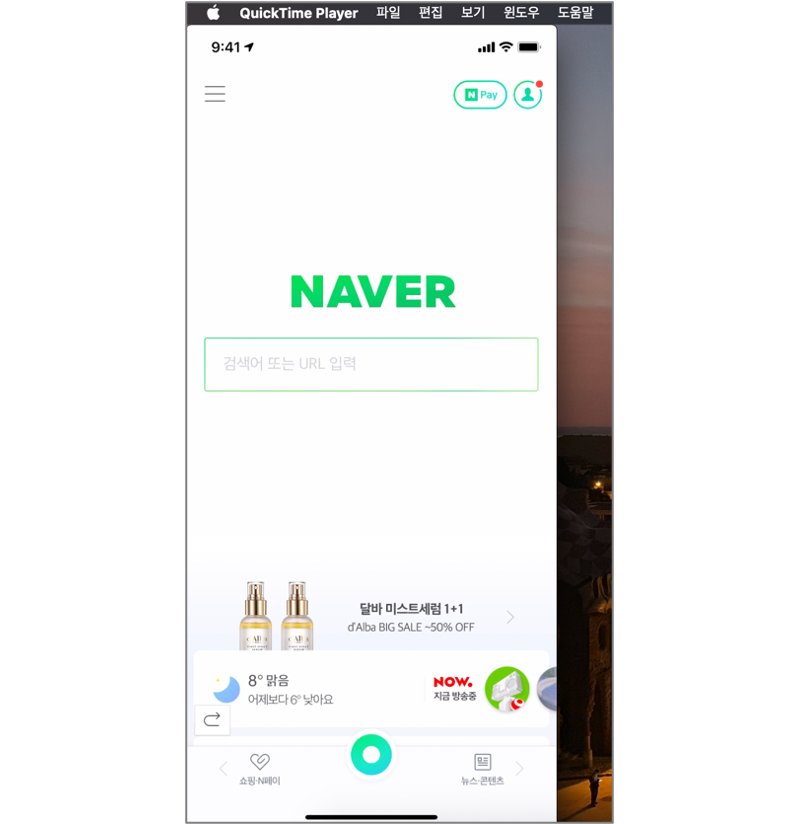 QuickTime Player 파일 편집 보기 윈도우 도움말
9:41
N Pay
NAVER
검색어 또는 URL 입력
달바 미스트세럼 1+1
d'Alba BIG SALE ~50% OFF
8° 맑음
어제보다 6° 낮아요
NOW.
지금 방송중
쇼핑·N페이
뉴스·콘텐츠